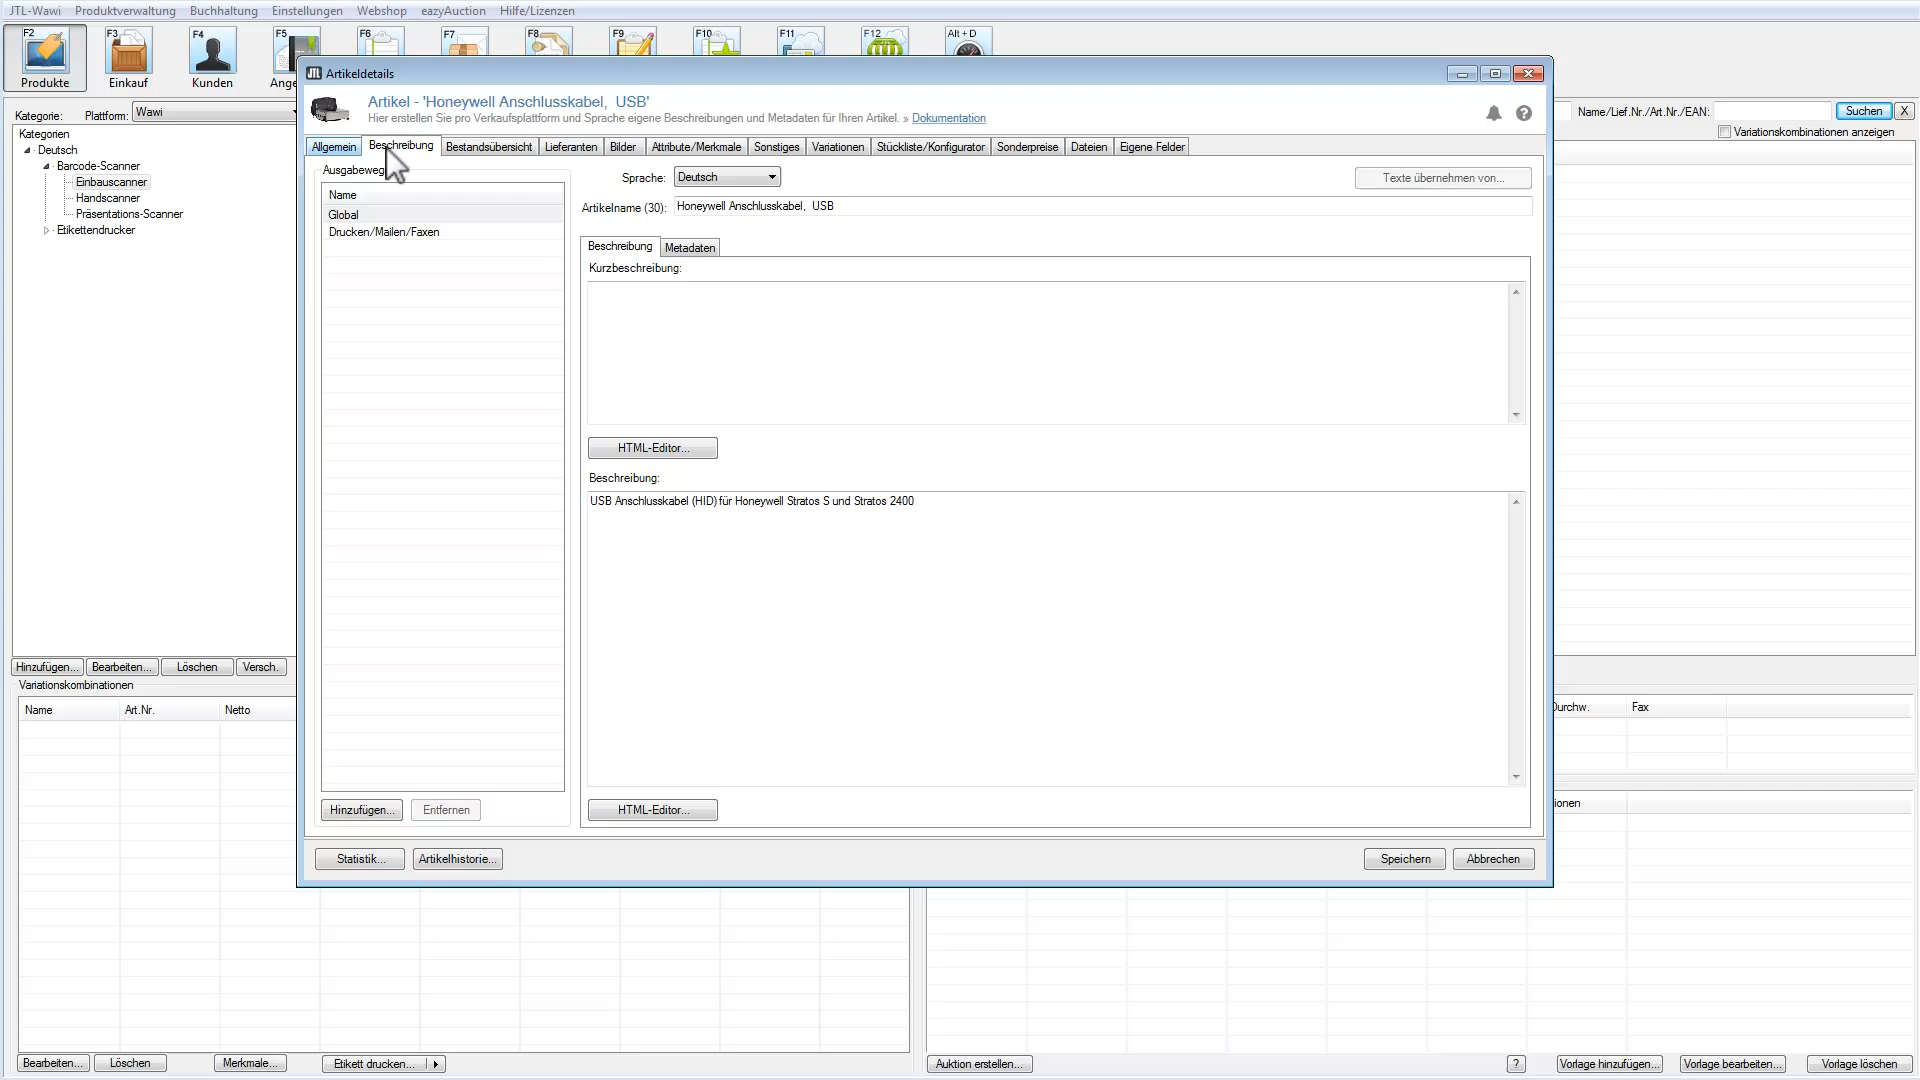 JTL-Wawi Produktverwaltung Buchhaltung Einstellungen Webshop eazyAuction Hilfe/Lizenzen
F2 F3 F4 F5 F6 F7 F8 F9 F10 F11 F12 Alt + D
Produkte Einkauf Kunden
Artikeldetails
Artikel - 'Honeywell Anschlusskabel,  USB'
Hier erstellen Sie pro Verkaufsplattform und Sprache eigene Beschreibungen und Metadaten für Ihren Artikel. » Dokumentation
Kategorie: Plattform: Wawi
Name/Lief.Nr./Art.Nr./EAN: Suchen X
Variationskombinationen anzeigen
Kategorien
Deutsch
Barcode-Scanner
Einbauscanner
Handscanner
Präsentations-Scanner
Etikettendrucker
Allgemein Beschreibung Bestandsübersicht Lieferanten Bilder Attribute/Merkmale Sonstiges Variationen Stückliste/Konfigurator Sonderpreise Dateien Eigene Felder
Ausgabeweg
Name
Global
Drucken/Mailen/Faxen
Sprache: Deutsch
Texte übernehmen von...
Artikelname (30): Honeywell Anschlusskabel,  USB
Beschreibung Metadaten
Kurzbeschreibung:
HTML-Editor...
Beschreibung:
USB Anschlusskabel (HID) für Honeywell Stratos S und Stratos 2400
Hinzufügen... Entfernen
HTML-Editor...
Statistik... Artikelhistorie...
Speichern Abbrechen
Hinzufügen... Bearbeiten... Löschen Versch.
Variationskombinationen
Name Art.Nr. Netto
Durchw. Fax
Bearbeiten... Löschen Merkmale... Etikett drucken...
Auktion erstellen... ? Vorlage hinzufügen... Vorlage bearbeiten... Vorlage löschen